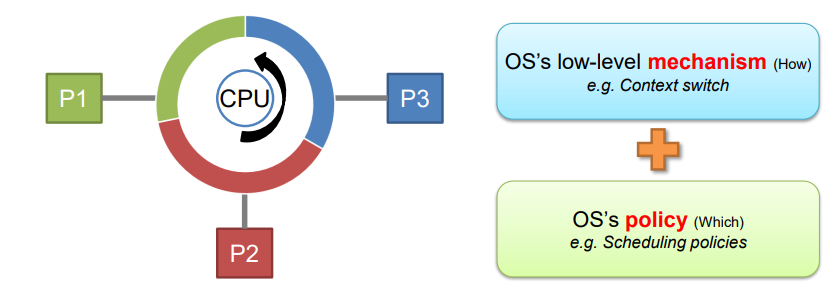 P1
CPU
P3
P2
OS's low-level mechanism (How)
e.g. Context switch
OS's policy (Which)
e.g. Scheduling policies